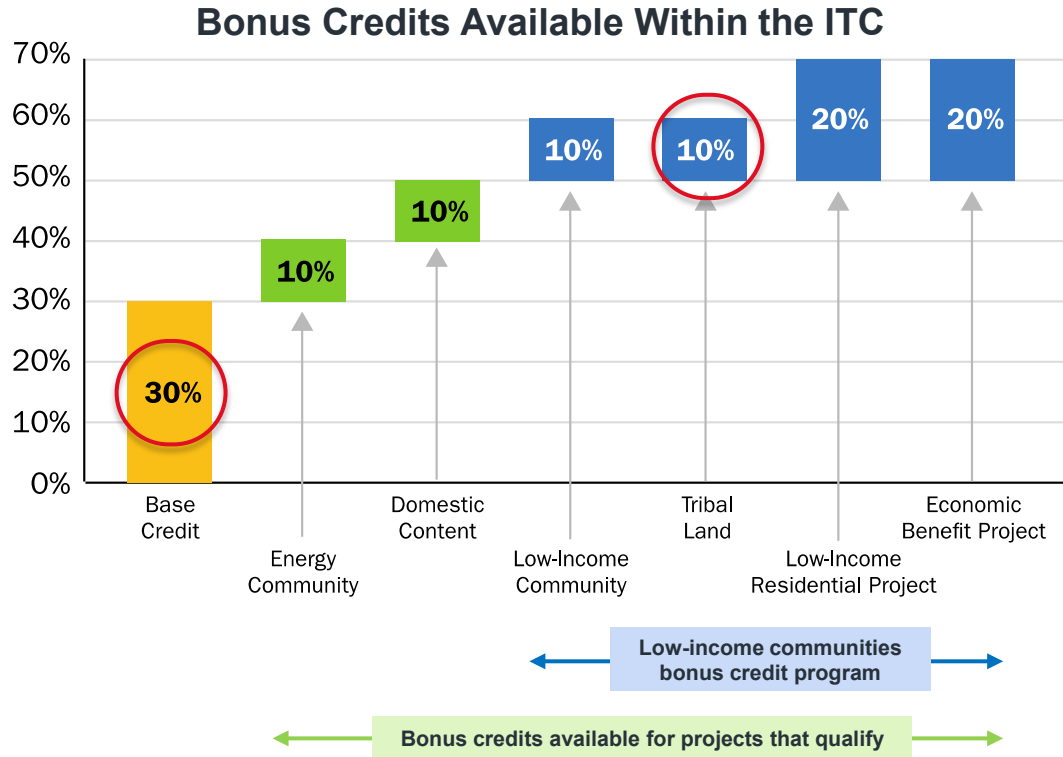 Bonus Credits Available Within the ITC
70%
60%
50%
40%
30%
20%
10%
0%
30%
10%
10%
10%
10%
20%
20%
Base
Credit
Energy
Community
Domestic
Content
Low-Income
Community
Tribal
Land
Low-Income
Residential Project
Economic
Benefit Project
Low-income communities
bonus credit program
Bonus credits available for projects that qualify